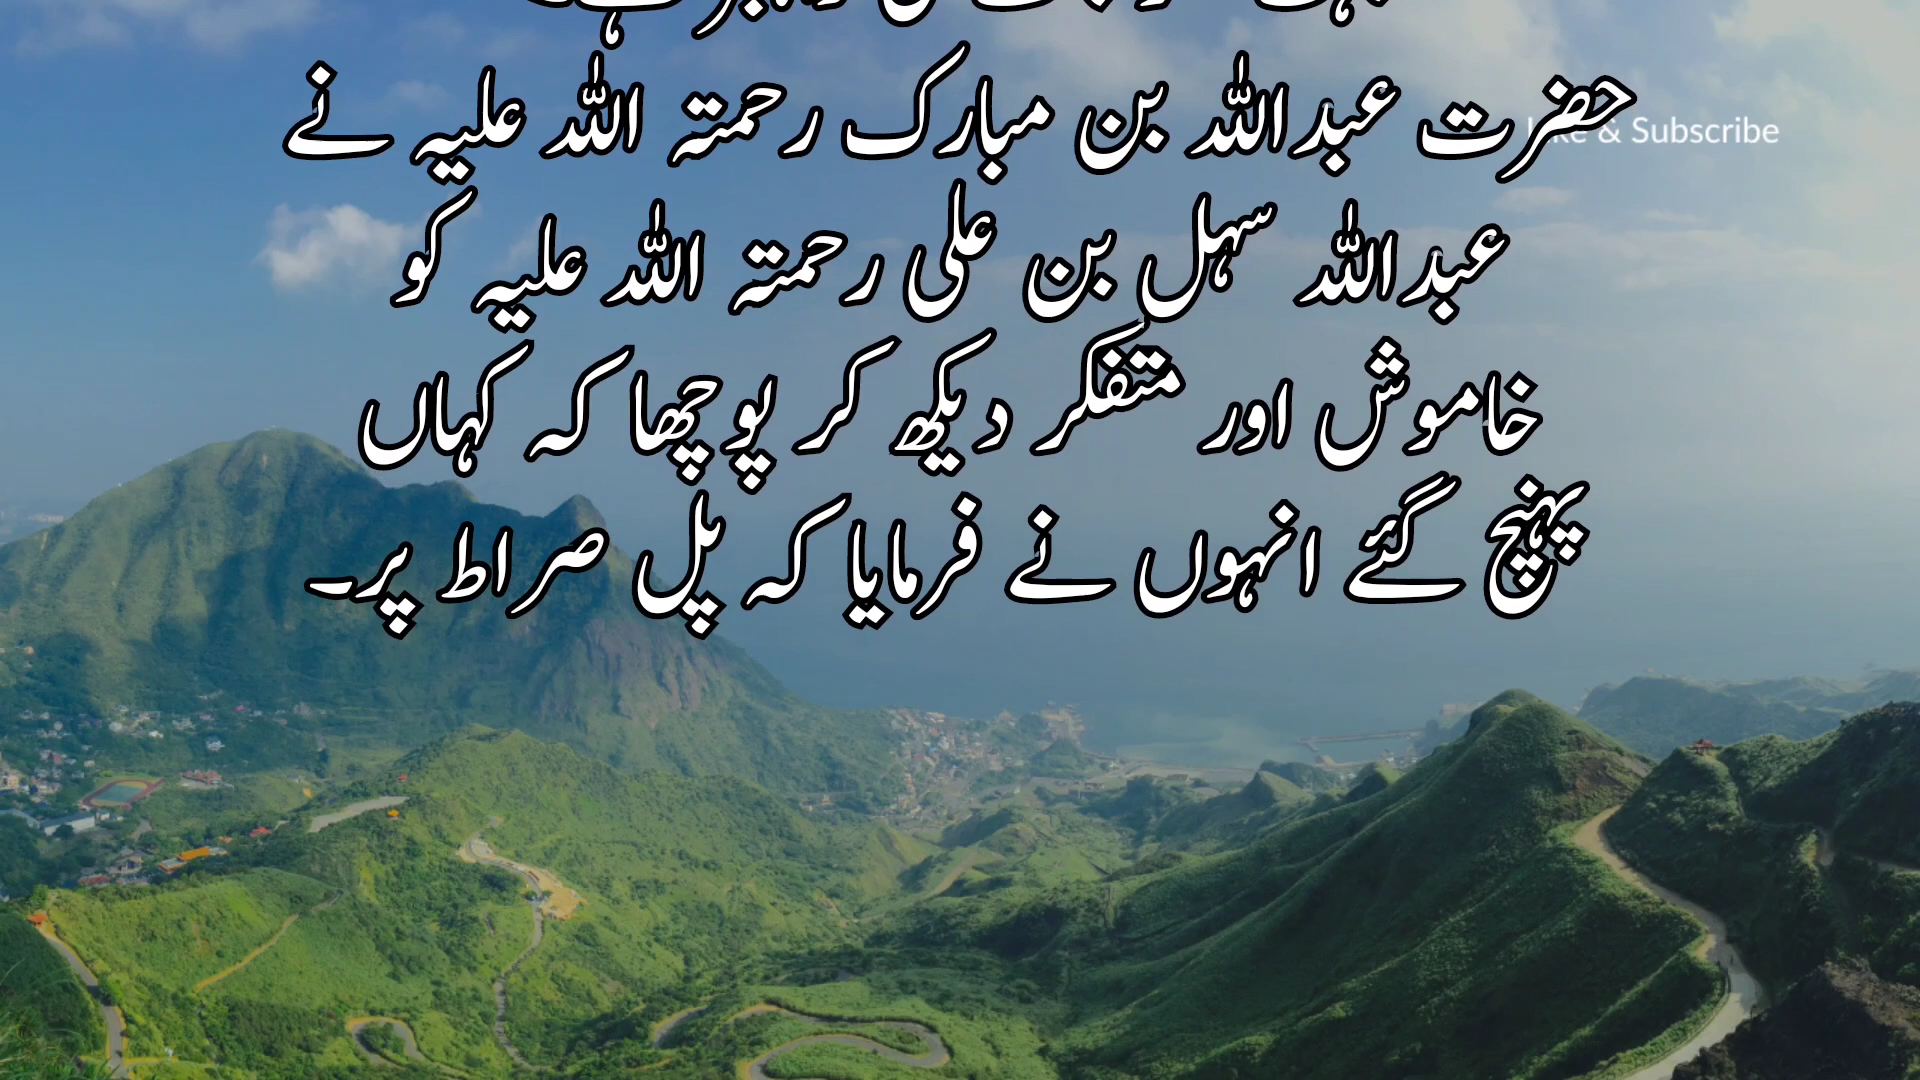 حضرت عبداللہ بن مبارک رحمتہ اللہ علیہ نے
& Subscribe
عبداللہ سہل بن علی رحمتہ اللہ علیہ کو
خاموش اور متفکر دیکھ کر پوچھا کہ کہاں
پہنچ گئے انہوں نے فرمایا کہ پل صراط پر۔